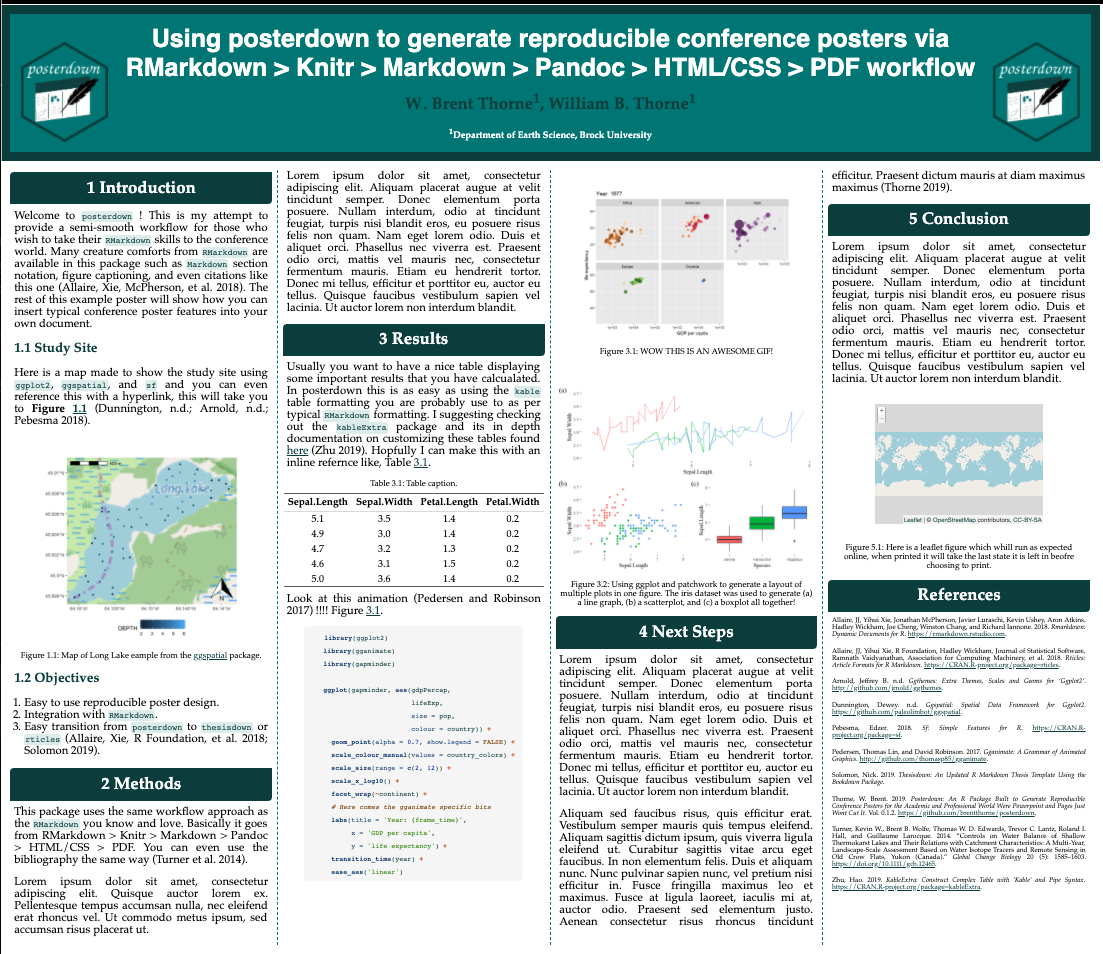 Using posterdown to generate reproducible conference posters via
RMarkdown > Knitr > Markdown > Pandoc > HTML/CSS > PDF workflow
posterdown
posterdown
W. Brent Thorne1, William B. Thorne1
1Department of Earth Science, Brock University
1 Introduction
Welcome to posterdown ! This is my attempt to
provide a semi-smooth workflow for those who
wish to take their RMarkdown skills to the conference
world. Many creature comforts from RMarkdown are
available in this package such as Markdown section
notation, figure captioning, and even citations like
this one (Allaire, Xie, McPherson, et al. 2018). The
rest of this example poster will show how you can
insert typical conference poster features into your
own document.
1.1 Study Site
Here is a map made to show the study site using
ggplot2, ggspatial, and sf and you can even
reference this with a hyperlink, this will take you
to Figure 1.1 (Dunnington, n.d.; Arnold, n.d.;
Pebesma 2018).
Long Lake
DEPTH
2 4 6 8
Figure 1.1: Map of Long Lake eample from the ggspatial package.
1.2 Objectives
1. Easy to use reproducible poster design.
2. Integration with RMarkdown.
3. Easy transition from posterdown to thesisdown or
rticles (Allaire, Xie, R Foundation, et al. 2018;
Solomon 2019).
2 Methods
This package uses the same workflow approach as
the RMarkdown you know and love. Basically it goes
from RMarkdown > Knitr > Markdown > Pandoc
> HTML/CSS > PDF. You can even use the
bibliography the same way (Turner et al. 2014).
Lorem ipsum dolor sit amet, consectetur
adipiscing elit. Quisque auctor lorem ex.
Pellentesque tempus accumsan nulla, nec eleifend
erat rhoncus vel. Ut commodo metus ipsum, sed
accumsan risus placerat ut.
Lorem ipsum dolor sit amet, consectetur
adipiscing elit. Aliquam placerat augue at velit
tincidunt semper. Donec elementum porta
posuere. Nullam interdum, odio at tincidunt
feugiat, turpis nisi blandit eros, eu posuere risus
felis non quam. Nam eget lorem odio. Duis et
aliquet orci. Phasellus nec viverra est. Praesent
odio orci, mattis vel mauris nec, consectetur
fermentum mauris. Etiam eu hendrerit tortor.
Donec mi tellus, efficitur et porttitor eu, auctor eu
tellus. Quisque faucibus vestibulum sapien vel
lacinia. Ut auctor lorem non interdum blandit.
3 Results
Usually you want to have a nice table displaying
some important results that you have calcualated.
In posterdown this is as easy as using the kable
table formatting you are probably use to as per
typical RMarkdown formatting. I suggesting checking
out the kableExtra package and its in depth
documentation on customizing these tables found
here (Zhu 2019). Hopfully I can make this with an
inline refernce like, Table 3.1.
Table 3.1: Table caption.
Sepal.Length Sepal.Width Petal.Length Petal.Width
5.1 3.5 1.4 0.2
4.9 3.0 1.4 0.2
4.7 3.2 1.3 0.2
4.6 3.1 1.5 0.2
5.0 3.6 1.4 0.2
Look at this animation (Pedersen and Robinson
2017) !!!! Figure 3.1.
library(ggplot2)
library(gganimate)
library(gapminder)
ggplot(gapminder, aes(gdpPercap,
lifeExp,
size = pop,
colour = country)) +
geom_point(alpha = 0.7, show.legend = FALSE) +
scale_colour_manual(values = country_colors) +
scale_size(range = c(2, 12)) +
scale_x_log10() +
facet_wrap(~continent) +
# Here comes the gganimate specific bits
labs(title = 'Year: {frame_time}',
x = 'GDP per capita',
y = 'life expectancy') +
transition_time(year) +
ease_aes('linear')
Year: 1977
Africa Americas Asia
Europe Oceania
life expectancy
GDP per capita
Figure 3.1: WOW THIS IS AN AWESOME GIF!
(a)
Sepal.Width
Sepal.Length
(b)
Sepal.Width
Sepal.Length
(c)
Sepal.Length
Species
Figure 3.2: Using ggplot and patchwork to generate a layout of
multiple plots in one figure. The iris dataset was used to generate (a)
a line graph, (b) a scatterplot, and (c) a boxplot all together!
4 Next Steps
Lorem ipsum dolor sit amet, consectetur
adipiscing elit. Aliquam placerat augue at velit
tincidunt semper. Donec elementum porta
posuere. Nullam interdum, odio at tincidunt
feugiat, turpis nisi blandit eros, eu posuere risus
felis non quam. Nam eget lorem odio. Duis et
aliquet orci. Phasellus nec viverra est. Praesent
odio orci, mattis vel mauris nec, consectetur
fermentum mauris. Etiam eu hendrerit tortor.
Donec mi tellus, efficitur et porttitor eu, auctor eu
tellus. Quisque faucibus vestibulum sapien vel
lacinia. Ut auctor lorem non interdum blandit.
Aliquam sed faucibus risus, quis efficitur erat.
Vestibulum semper mauris quis tempus eleifend.
Aliquam sagittis dictum ipsum, quis viverra ligula
eleifend ut. Curabitur sagittis vitae arcu eget
faucibus. In non elementum felis. Duis et aliquam
nunc. Nunc pulvinar sapien nunc, vel pretium nisi
efficitur in. Fusce fringilla maximus leo et
maximus. Fusce at ligula laoreet, iaculis mi at,
auctor odio. Praesent sed elementum justo.
Aenean consectetur risus rhoncus tincidunt
efficitur. Praesent dictum mauris at diam maximus
maximus (Thorne 2019).
5 Conclusion
Lorem ipsum dolor sit amet, consectetur
adipiscing elit. Aliquam placerat augue at velit
tincidunt semper. Donec elementum porta
posuere. Nullam interdum, odio at tincidunt
feugiat, turpis nisi blandit eros, eu posuere risus
felis non quam. Nam eget lorem odio. Duis et
aliquet orci. Phasellus nec viverra est. Praesent
odio orci, mattis vel mauris nec, consectetur
fermentum mauris. Etiam eu hendrerit tortor.
Donec mi tellus, efficitur et porttitor eu, auctor eu
tellus. Quisque faucibus vestibulum sapien vel
lacinia. Ut auctor lorem non interdum blandit.
Leaflet | © OpenStreetMap contributors, CC-BY-SA
Figure 5.1: Here is a leaflet figure which whill run as expected
online, when printed it will take the last state it is left in beofre
choosing to print.
References
Allaire, JJ, Yihui Xie, Jonathan McPherson, Javier Luraschi, Kevin Ushey, Aron Atkins,
Hadley Wickham, Joe Cheng, Winston Chang, and Richard Iannone. 2018. Rmarkdown:
Dynamic Documents for R. https://rmarkdown.rstudio.com.
Allaire, JJ, Yihui Xie, R Foundation, Hadley Wickham, Journal of Statistical Software,
Ramnath Vaidyanathan, Association for Computing Machinery, et al. 2018. Rticles:
Article Formats for R Markdown. https://CRAN.R-project.org/package=rticles.
Arnold, Jeffrey B. n.d. Ggthemes: Extra Themes, Scales and Geoms for 'Ggplot2'.
http://github.com/jrnold/ggthemes.
Dunnington, Dewey. n.d. Ggspatial: Spatial Data Framework for Ggplot2.
https://github.com/paleolimbot/ggspatial.
Pebesma, Edzer. 2018. Sf: Simple Features for R. https://CRAN.R-
project.org/package=sf.
Pedersen, Thomas Lin, and David Robinson. 2017. Gganimate: A Grammar of Animated
Graphics. http://github.com/thomasp85/gganimate.
Solomon, Nick. 2019. Thesisdown: An Updated R Markdown Thesis Template Using the
Bookdown Package.
Thorne, W. Brent. 2019. Posterdown: An R Package Built to Generate Reproducible
Conference Posters for the Academic and Professional World Were Powerpoint and Pages Just
Wont Cut It. Vol. 0.1.2. https://github.com/brentthorne/posterdown.
Turner, Kevin W., Brent B. Wolfe, Thomas W. D. Edwards, Trevor C. Lantz, Roland I.
Hall, and Guillaume Larocque. 2014. "Controls on Water Balance of Shallow
Thermokarst Lakes and Their Relations with Catchment Characteristics: A Multi-Year,
Landscape-Scale Assessment Based on Water Isotope Tracers and Remote Sensing in
Old Crow Flats, Yukon (Canada)." Global Change Biology 20 (5): 1585–1603.
https://doi.org/10.1111/gcb.12465.
Zhu, Hao. 2019. KableExtra: Construct Complex Table with 'Kable' and Pipe Syntax.
https://CRAN.R-project.org/package=kableExtra.